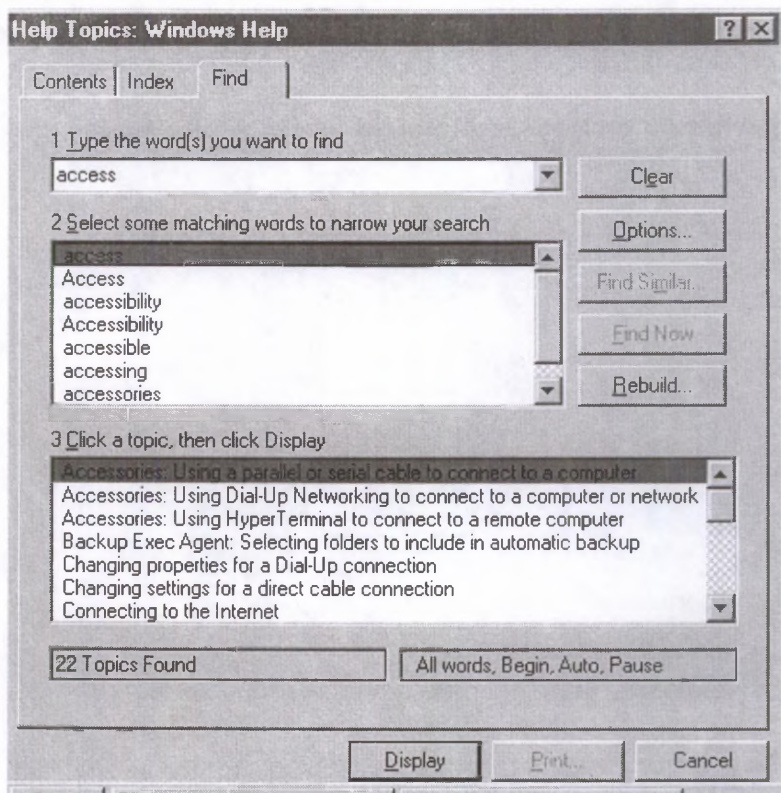 Help Topics: Windows Help
Contents Index Find
1 Type the word(s) you want to find
access
Clear
2 Select some matching words to narrow your search
Options...
access
Access
accessibility
Accessibility
accessible
accessing
accessories
Find Similar...
Find Now
Rebuild...
3 Click a topic, then click Display
Accessories: Using a parallel or serial cable to connect to a computer
Accessories: Using Dial-Up Networking to connect to a computer or network
Accessories: Using HyperTerminal to connect to a remote computer
Backup Exec Agent: Selecting folders to include in automatic backup
Changing properties for a Dial-Up connection
Changing settings for a direct cable connection
Connecting to the Internet
22 Topics Found
All words, Begin, Auto, Pause
Display
Print...
Cancel